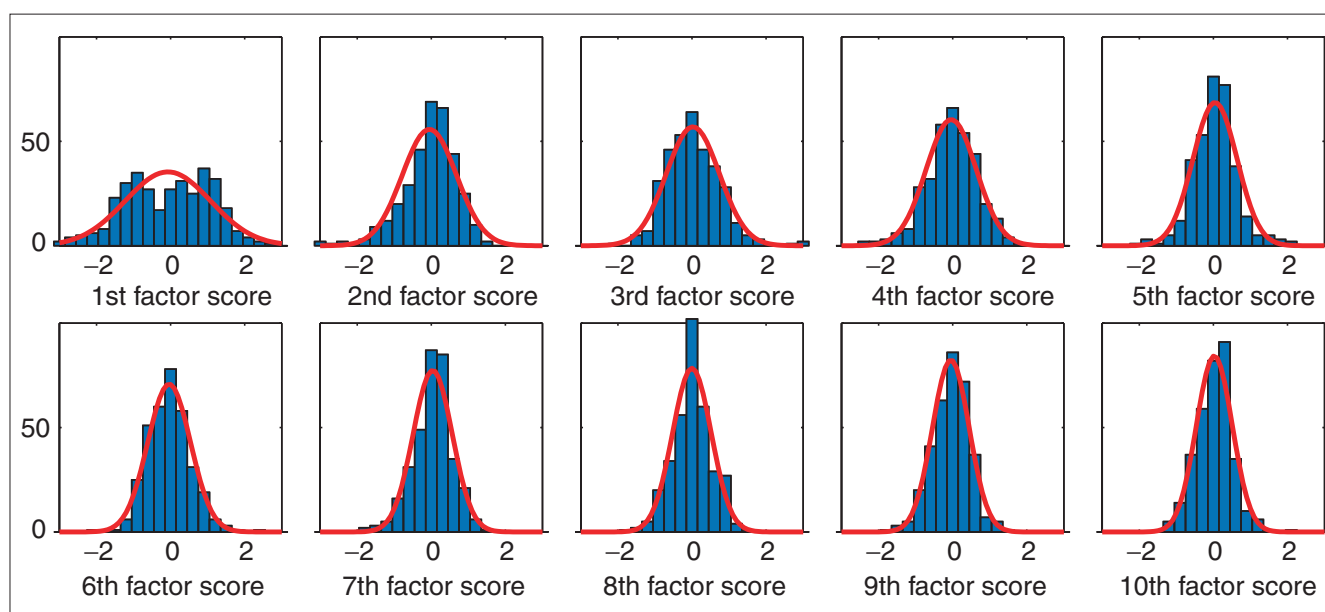 50
0
−2 0 2 −2 0 2 −2 0 2 −2 0 2 −2 0 2
1st factor score 2nd factor score 3rd factor score 4th factor score 5th factor score
50
0
−2 0 2 −2 0 2 −2 0 2 −2 0 2 −2 0 2
6th factor score 7th factor score 8th factor score 9th factor score 10th factor score